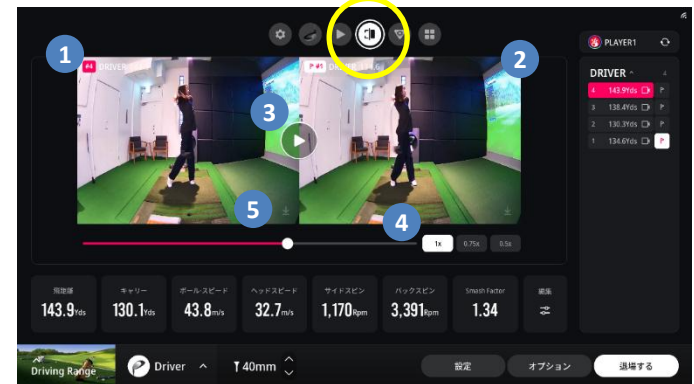 1
2
3
4
5
#4 DRIVER
#1 DRIVER, 134.6
PLAYER1
DRIVER
4
4 143.9Yds
3 138.4Yds
2 130.3Yds
1 134.6Yds
1x 0.75x 0.5x
飛距離 キャリー ボールスピード ヘッドスピード サイドスピン バックスピン Smash Factor 編集
143.9Yds 130.1Yds 43.8m/s 32.7m/s 1,170Rpm 3,391Rpm 1.34
Driving Range
Driver
40mm
設定
オプション
退場する